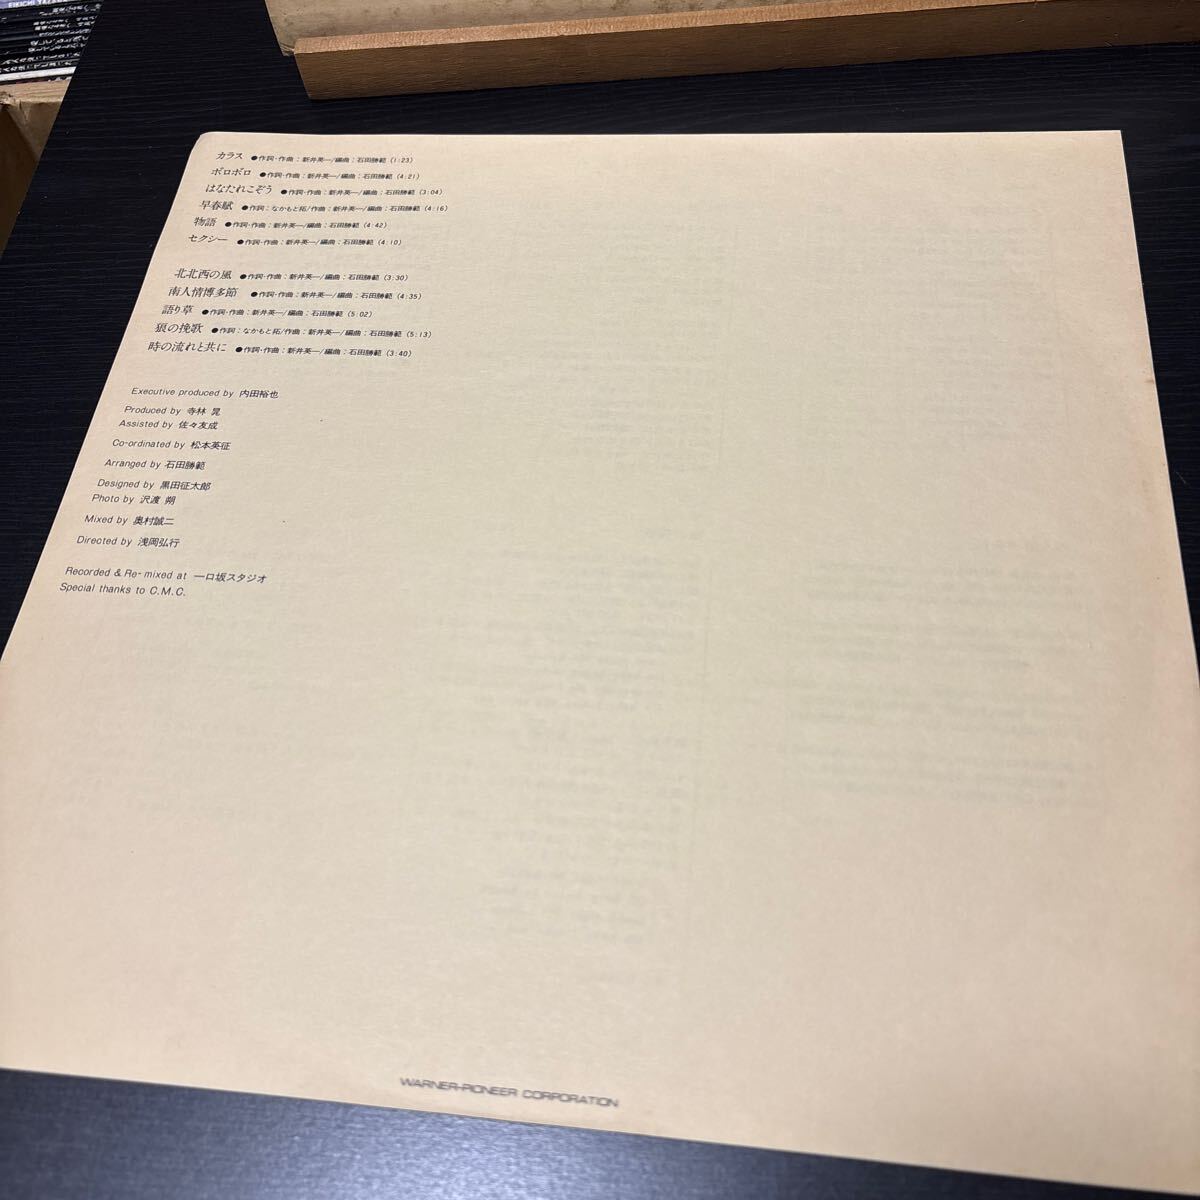 カラス ●作詞・作曲：新井英一/編曲：石田勝範 (1:23)
ボロボロ ●作詞・作曲：新井英一/編曲：石田勝範 (4:21)
はなたれこぞう ●作詞・作曲：新井英一/編曲：石田勝範 (3:04)
早春賦 ●作詞：なかもと拓/作曲：新井英一/編曲：石田勝範 (4:16)
物語 ●作詞・作曲：新井英一/編曲：石田勝範 (4:42)
セクシー ●作詞・作曲：新井英一/編曲：石田勝範 (4:10)
北北西の風 ●作詞・作曲：新井英一/編曲：石田勝範 (3:30)
南人情博多節 ●作詞・作曲：新井英一/編曲：石田勝範 (4:35)
語り草 ●作詞・作曲：新井英一/編曲：石田勝範 (5:02)
狼の挽歌 ●作詞：なかもと拓/作曲：新井英一/編曲：石田勝範 (5:13)
時の流れと共に ●作詞・作曲：新井英一/編曲：石田勝範 (3:40)
Executive produced by 内田裕也
Produced by 寺林 晁
Assisted by 佐々友成
Co-ordinated by 松本英征
Arranged by 石田勝範
Designed by 黒田征太郎
Photo by 沢渡 朔
Mixed by 奥村誠二
Directed by 浅岡弘行
Recorded & Re-mixed at 一口坂スタジオ
Special thanks to C.M.C.
WARNER-PIONEER CORPORATION